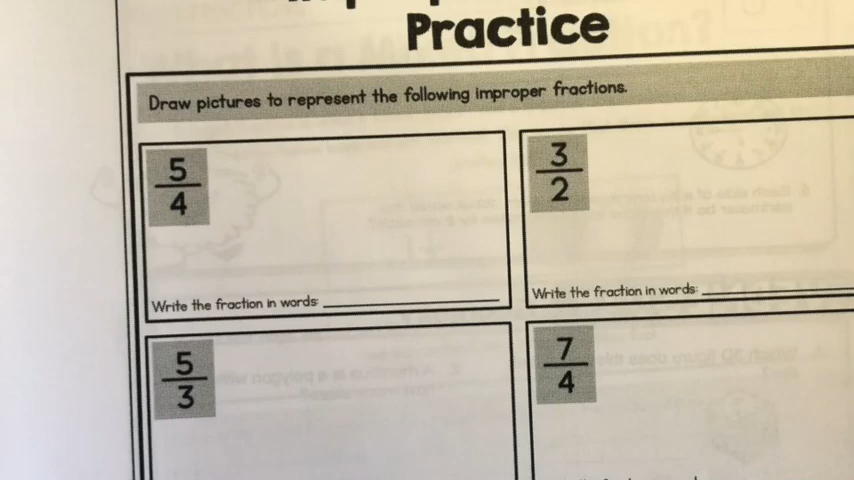 Practice
Draw pictures to represent the following improper fractions.
5/4
3/2
Write the fraction in words:
Write the fraction in words:
5/3
7/4